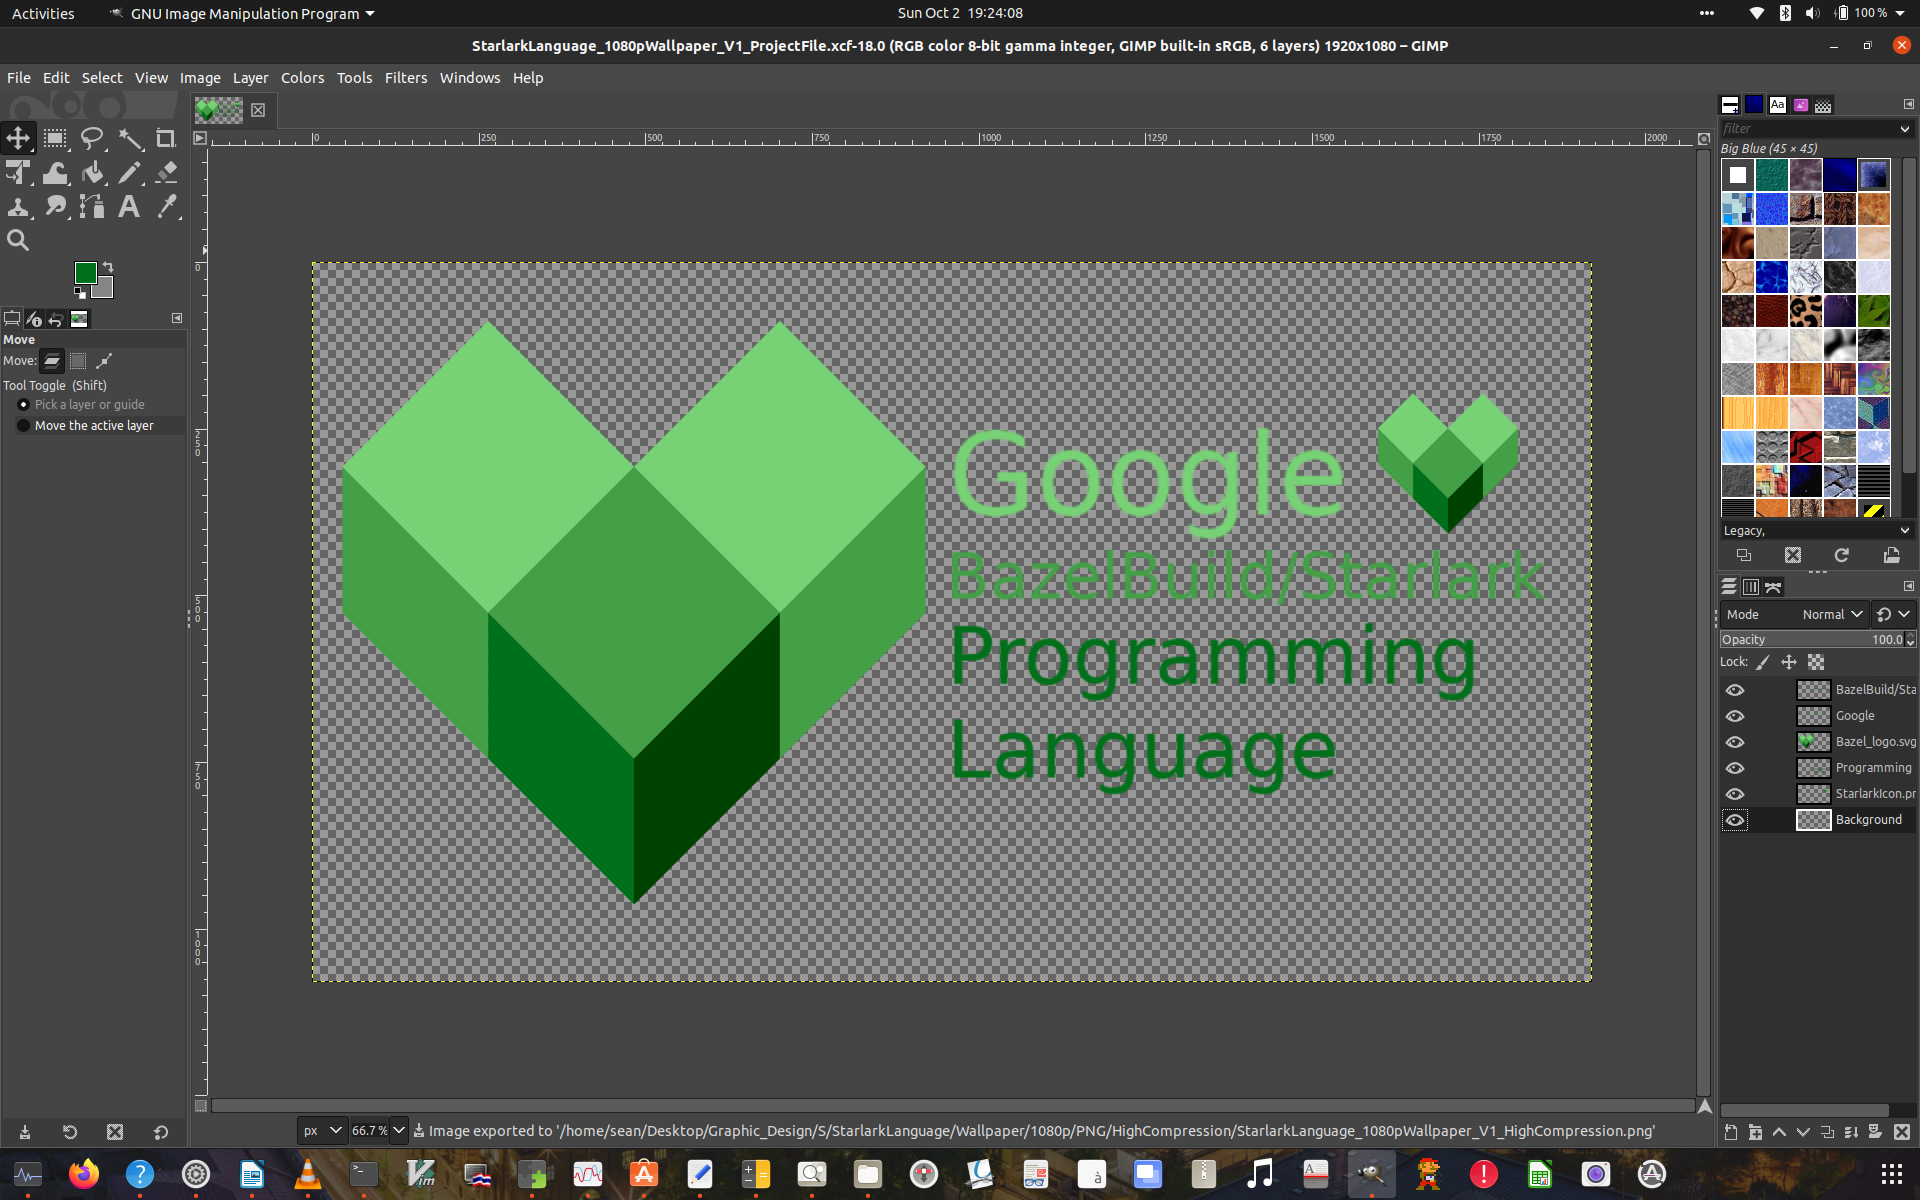 Activities
GNU Image Manipulation Program
Sun Oct 2 19:24:08
100 %
StarlarkLanguage_1080pWallpaper_V1_ProjectFile.xcf-18.0 (RGB color 8-bit gamma integer, GIMP built-in sRGB, 6 layers) 1920x1080 – GIMP
File Edit Select View Image Layer Colors Tools Filters Windows Help
0 250 500 750 1000 1250 1500 1750 2000
filter
Big Blue (45 × 45)
0
250
500
750
1000
Move
Move:
Tool Toggle (Shift)
Pick a layer or guide
Move the active layer
Google
BazelBuild/Starlark
Programming
Language
Legacy,
Mode Normal
Opacity 100.0
Lock:
BazelBuild/Sta
Google
Bazel_logo.svg
Programming
StarlarkIcon.pr
Background
px 66.7 % Image exported to '/home/sean/Desktop/Graphic_Design/S/StarlarkLanguage/Wallpaper/1080p/PNG/HighCompression/StarlarkLanguage_1080pWallpaper_V1_HighCompression.png'